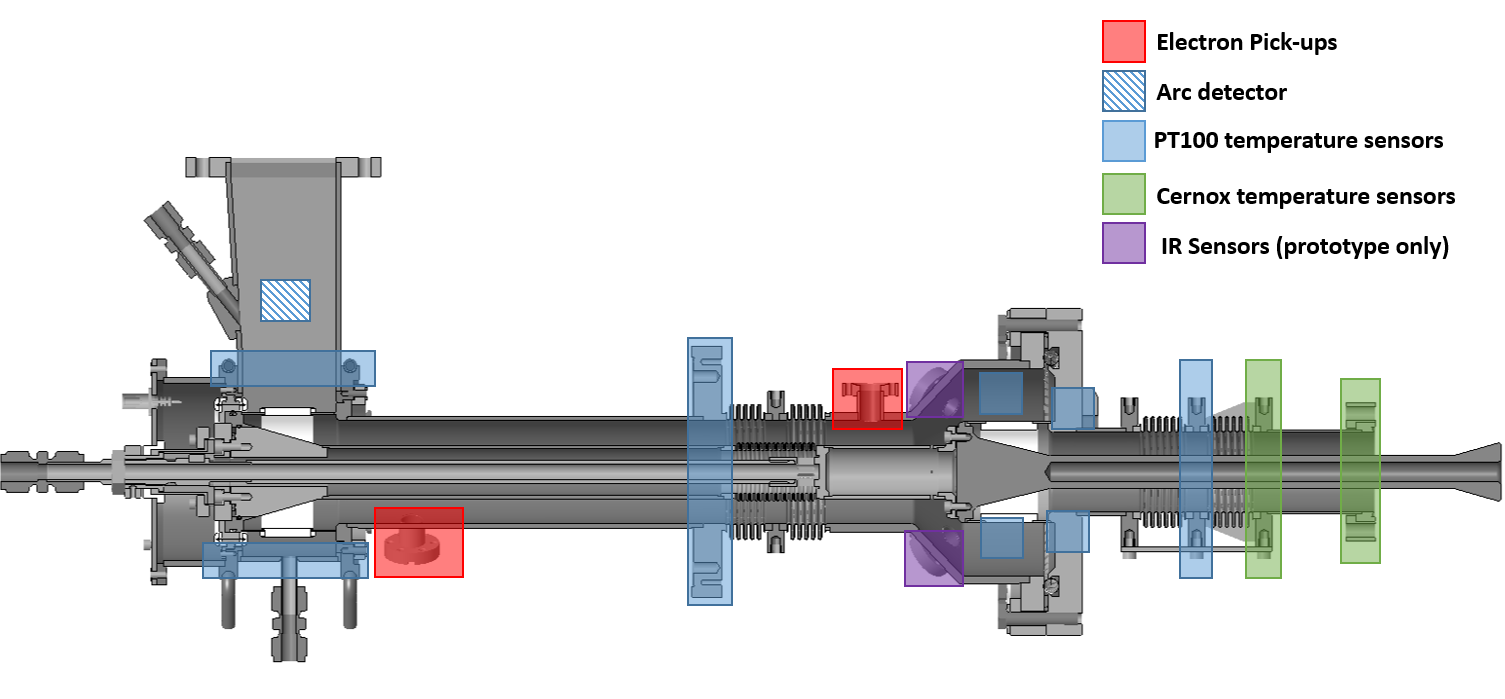 Electron Pick-ups
Arc detector
PT100 temperature sensors
Cernox temperature sensors
IR Sensors (prototype only)